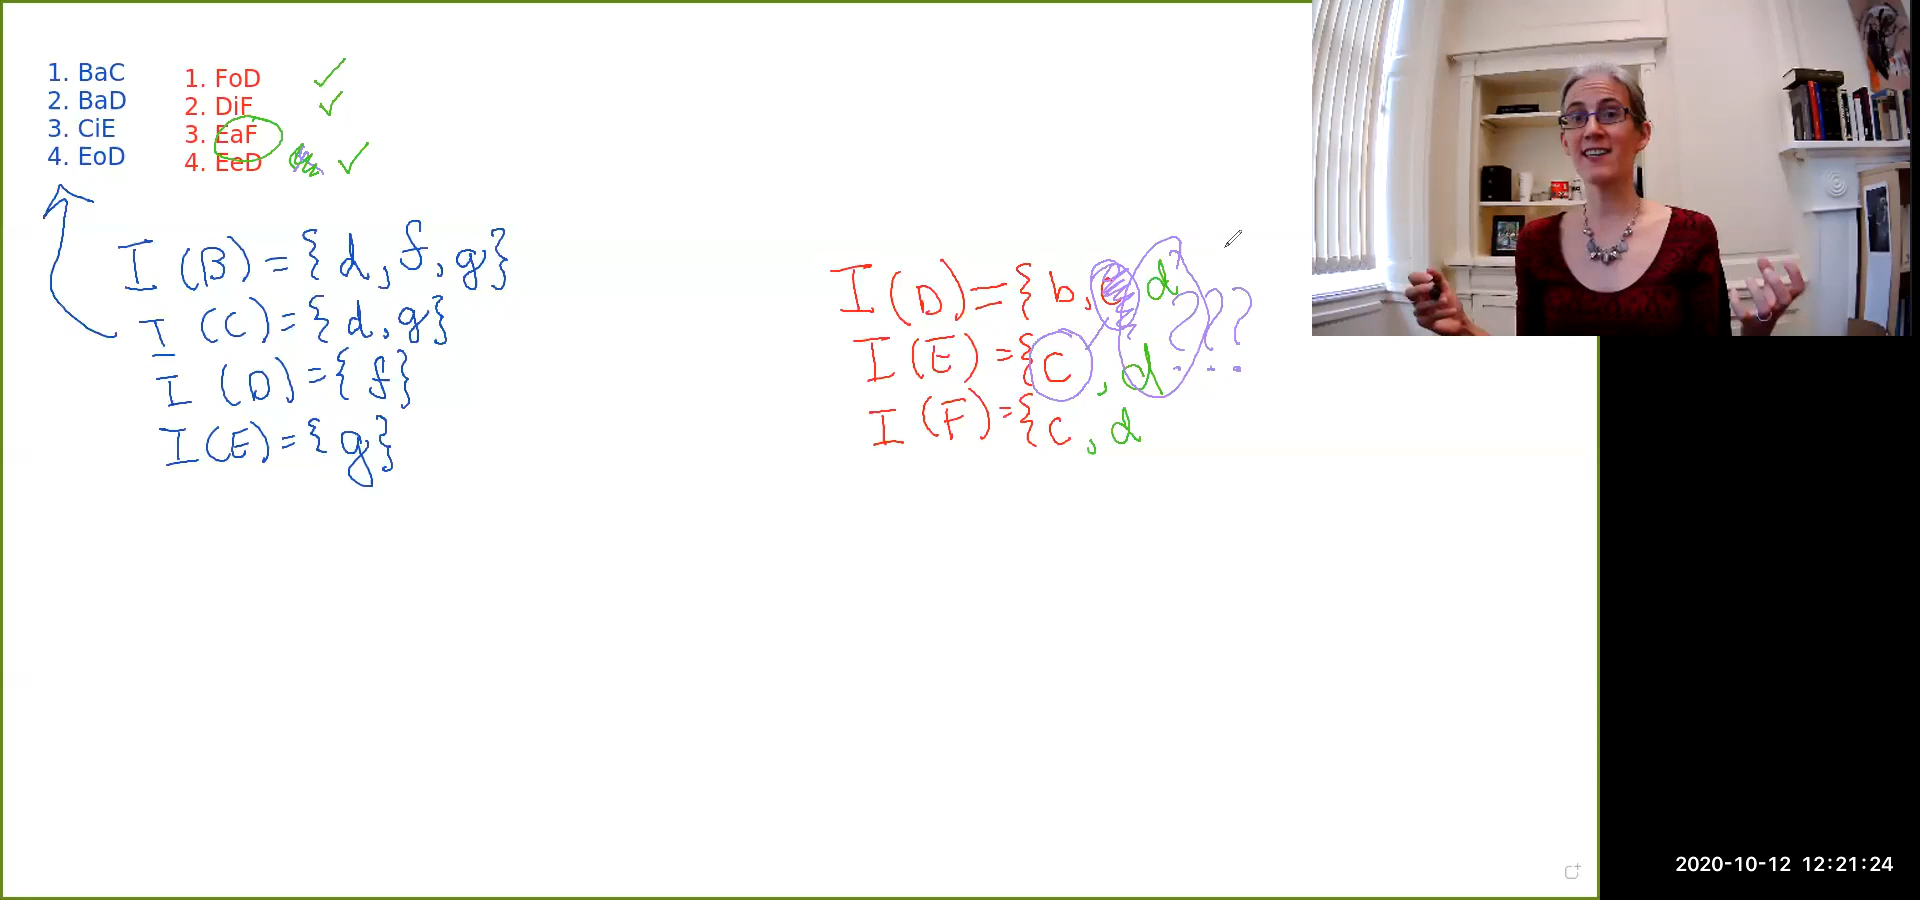 1. BaC
2. BaD
3. CiE
4. EoD
1. FoD ✓
2. DiF ✓
3. EaF
4. EeD ✓
I (B) = { d, f, g }
I (C) = { d, g }
I (D) = { f }
I (E) = { g }
I (D) = { b, c d ?
???
I (E) = { c , d
I (F) = { c , d
2020-10-12 12:21:24